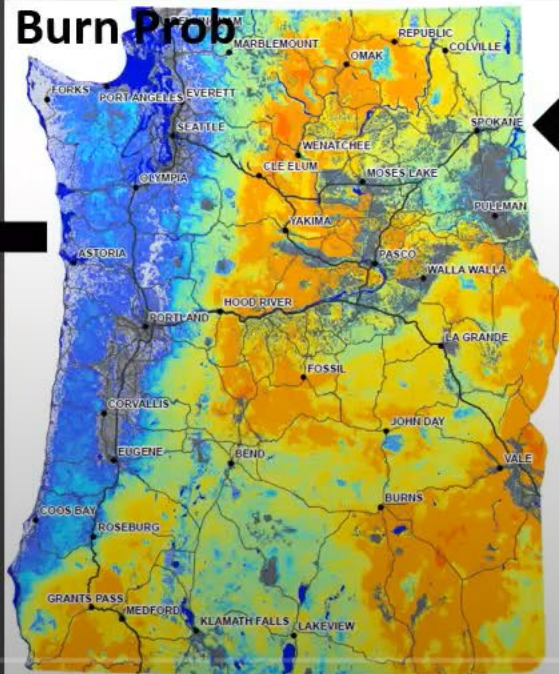 Burn Prob
MARBLEMOUNT
REPUBLIC
COLVILLE
OMAK
FORKS
PORT ANGELES
EVERETT
SEATTLE
SPOKANE
WENATCHEE
CLE ELUM
MOSES LAKE
OLYMPIA
PULLMAN
YAKIMA
ASTORIA
PASCO
WALLA WALLA
HOOD RIVER
PORTLAND
LA GRANDE
FOSSIL
CORVALLIS
JOHN DAY
EUGENE
BEND
VALE
BURNS
COOS BAY
ROSEBURG
GRANTS PASS
MEDFORD
KLAMATH FALLS
LAKEVIEW